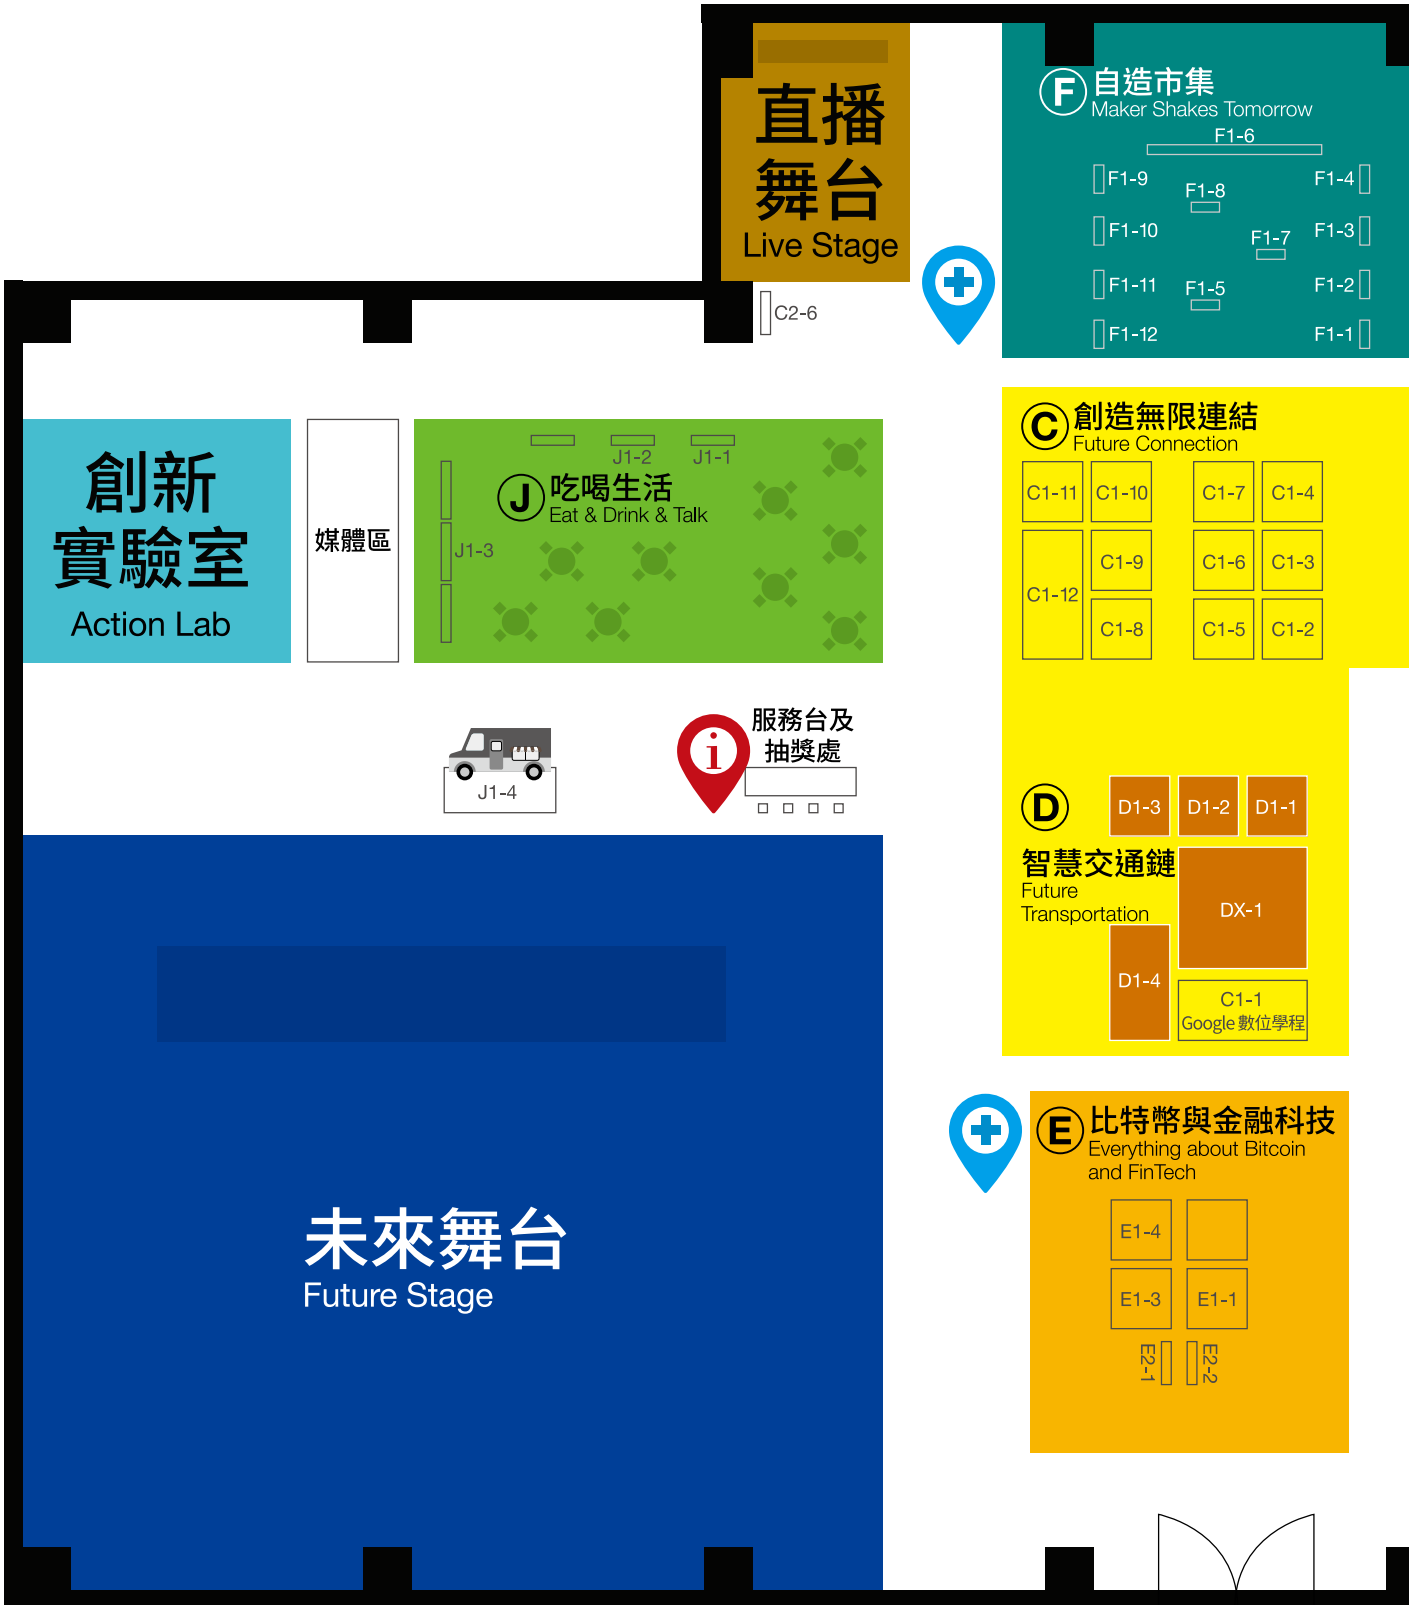 直播
舞台
Live Stage
C2-6
F
自造市集
Maker Shakes Tomorrow
F1-6
F1-9
F1-8
F1-4
F1-10
F1-7
F1-3
F1-11
F1-5
F1-2
F1-12
F1-1
創新
實驗室
Action Lab
媒體區
J1-2
J1-1
J
吃喝生活
Eat & Drink & Talk
J1-3
C
創造無限連結
Future Connection
C1-11
C1-10
C1-7
C1-4
C1-9
C1-6
C1-3
C1-12
C1-8
C1-5
C1-2
J1-4
i
服務台及
抽獎處
D
智慧交通鏈
Future
Transportation
D1-3
D1-2
D1-1
DX-1
D1-4
C1-1
Google 數位學程
未來舞台
Future Stage
E
比特幣與金融科技
Everything about Bitcoin
and FinTech
E1-4
E1-3
E1-1
E2-1
E2-2